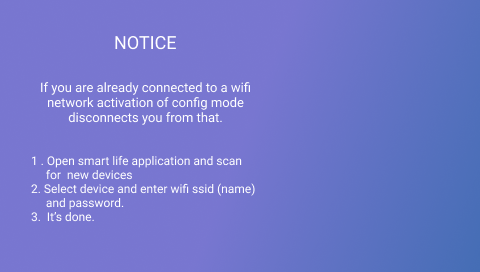 NOTICE
If you are already connected to a wifi
network activation of config mode
disconnects you from that.
1 . Open smart life application and scan
for  new devices
2. Select device and enter wifi ssid (name)
and password.
3.  It's done.